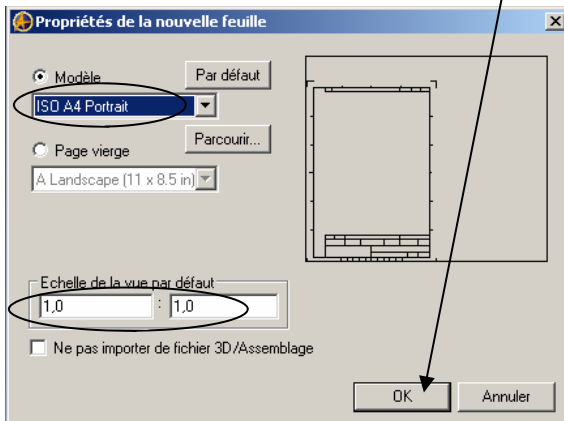 Propriétés de la nouvelle feuille
Modèle
Par défaut
ISO A4 Portrait
Page vierge
Parcourir...
A Landscape (11 x 8.5 in)
Echelle de la vue par défaut
1,0 : 1,0
Ne pas importer de fichier 3D/Assemblage
OK Annuler